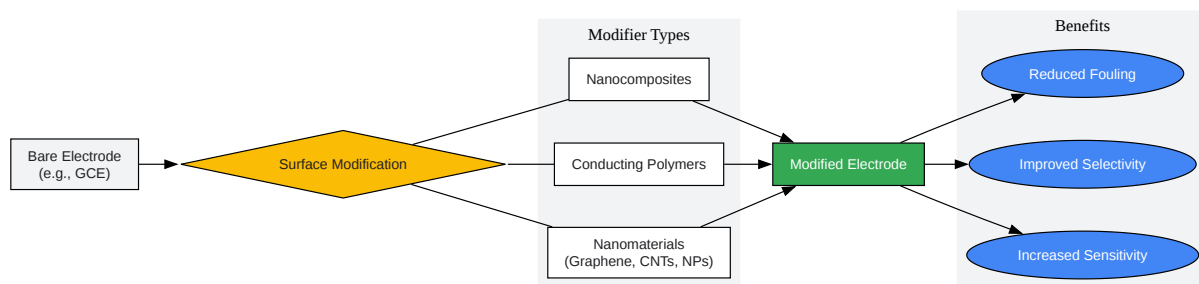 Modifier Types
Benefits
Nanocomposites
Reduced Fouling
Bare Electrode
(e.g., GCE)
Surface Modification
Conducting Polymers
Modified Electrode
Improved Selectivity
Nanomaterials
(Graphene, CNTs, NPs)
Increased Sensitivity